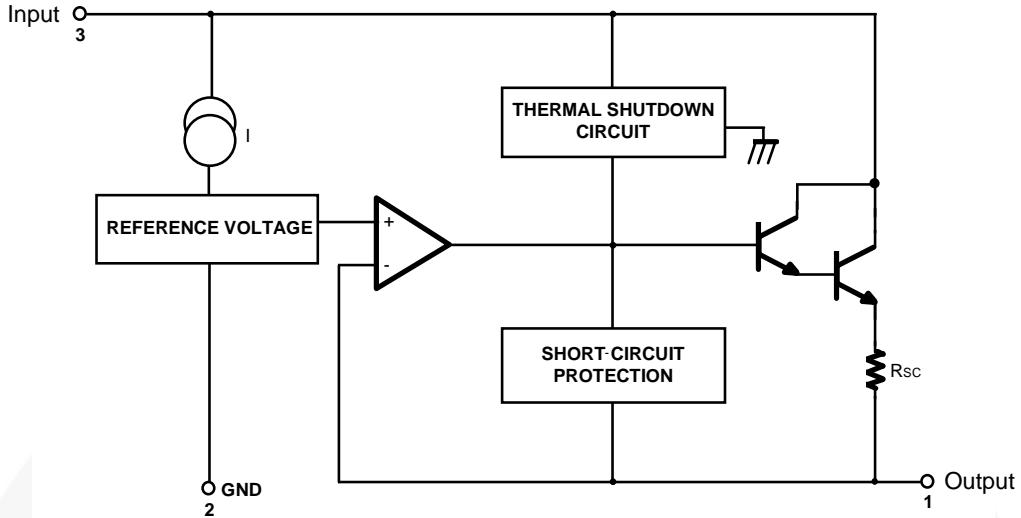 Input
3
THERMAL SHUTDOWN
CIRCUIT
I
REFERENCE VOLTAGE
+
-
SHORT-CIRCUIT
PROTECTION
RSC
GND
2
Output
1